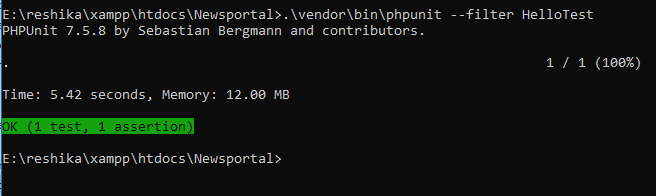 E:\reshika\xampp\htdocs\Newsportal>.\vendor\bin\phpunit --filter HelloTest
PHPUnit 7.5.8 by Sebastian Bergmann and contributors.
. 1 / 1 (100%)
Time: 5.42 seconds, Memory: 12.00 MB
OK (1 test, 1 assertion)
E:\reshika\xampp\htdocs\Newsportal>